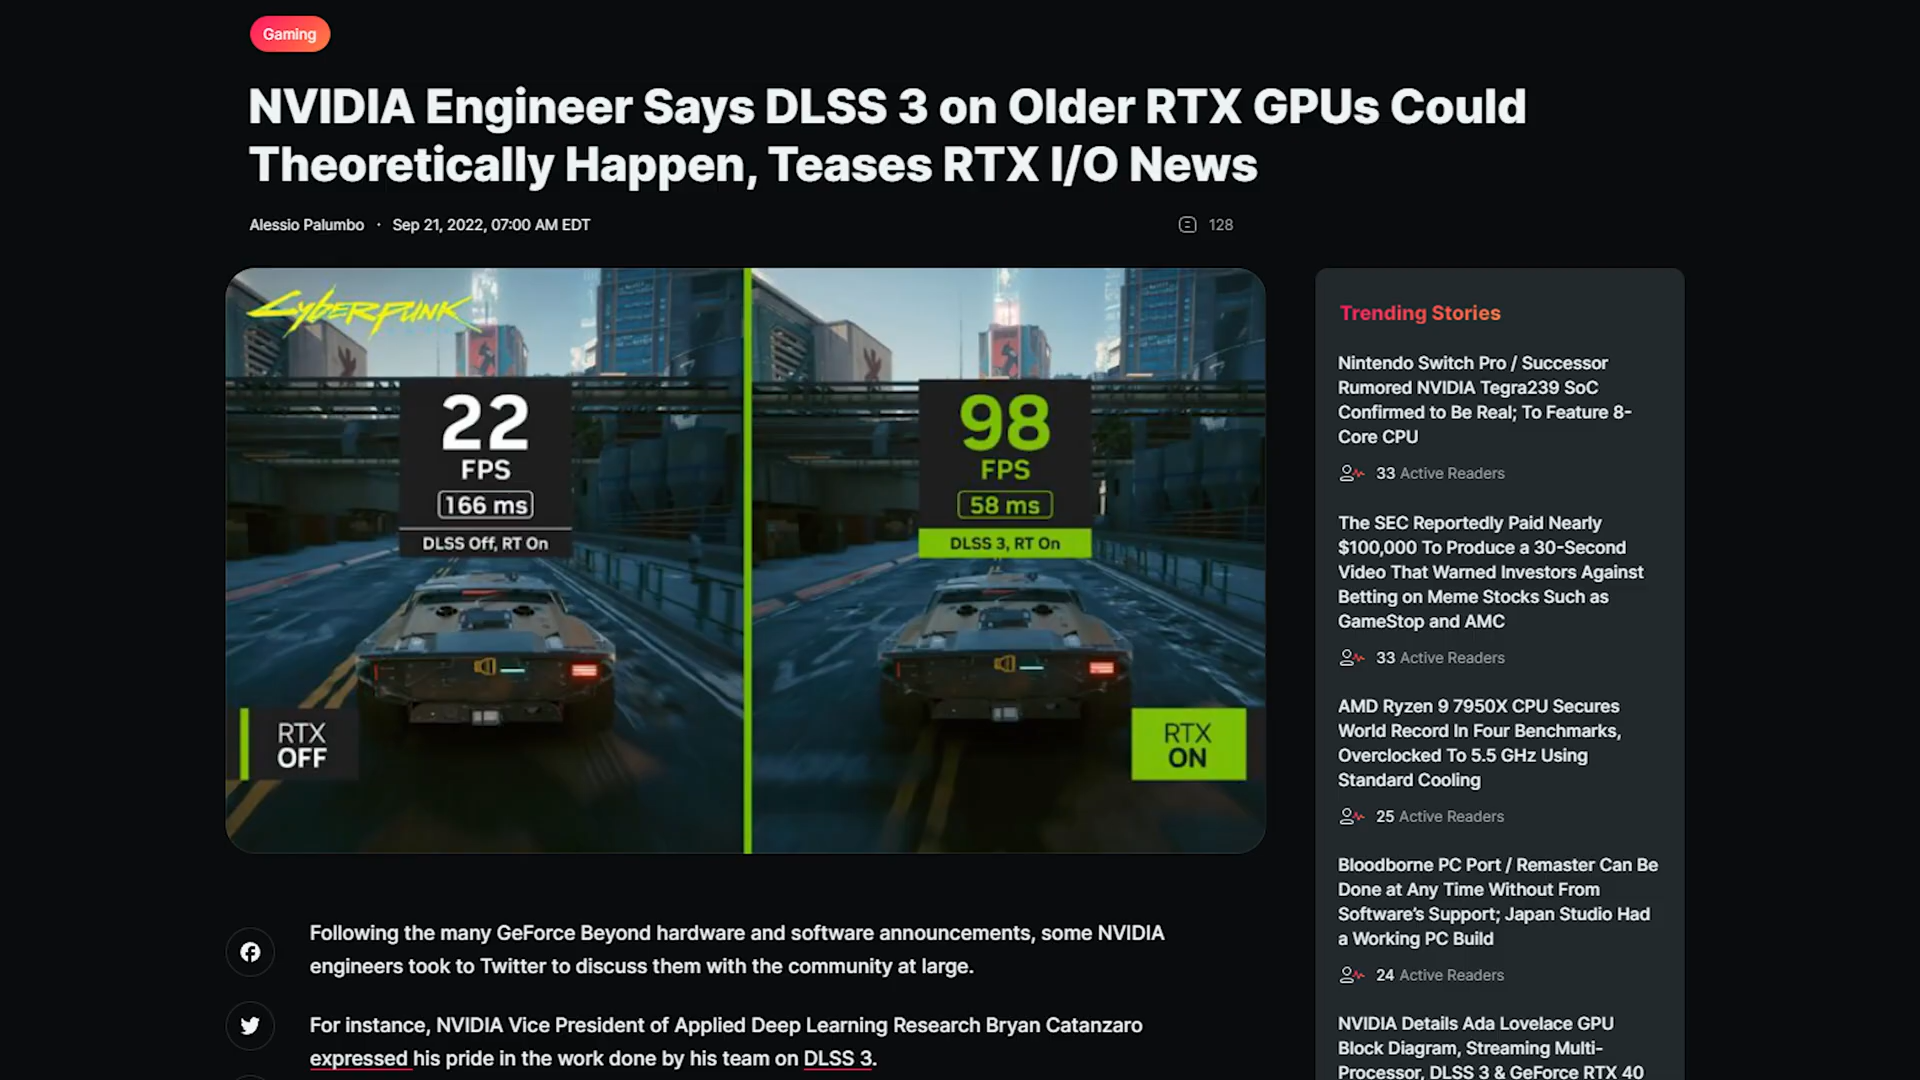 Gaming
NVIDIA Engineer Says DLSS 3 on Older RTX GPUs Could
Theoretically Happen, Teases RTX I/O News
Alessio Palumbo · Sep 21, 2022, 07:00 AM EDT
128
CYBERPUNK
22
FPS
166 ms
DLSS Off, RT On
RTX
OFF
98
FPS
58 ms
DLSS 3, RT On
RTX
ON
Following the many GeForce Beyond hardware and software announcements, some NVIDIA
engineers took to Twitter to discuss them with the community at large.
For instance, NVIDIA Vice President of Applied Deep Learning Research Bryan Catanzaro
expressed his pride in the work done by his team on DLSS 3.
Trending Stories
Nintendo Switch Pro / Successor
Rumored NVIDIA Tegra239 SoC
Confirmed to Be Real; To Feature 8-
Core CPU
33 Active Readers
The SEC Reportedly Paid Nearly
$100,000 To Produce a 30-Second
Video That Warned Investors Against
Betting on Meme Stocks Such as
GameStop and AMC
33 Active Readers
AMD Ryzen 9 7950X CPU Secures
World Record In Four Benchmarks,
Overclocked To 5.5 GHz Using
Standard Cooling
25 Active Readers
Bloodborne PC Port / Remaster Can Be
Done at Any Time Without From
Software's Support; Japan Studio Had
a Working PC Build
24 Active Readers
NVIDIA Details Ada Lovelace GPU
Block Diagram, Streaming Multi-
Processor, DLSS 3 & GeForce RTX 40